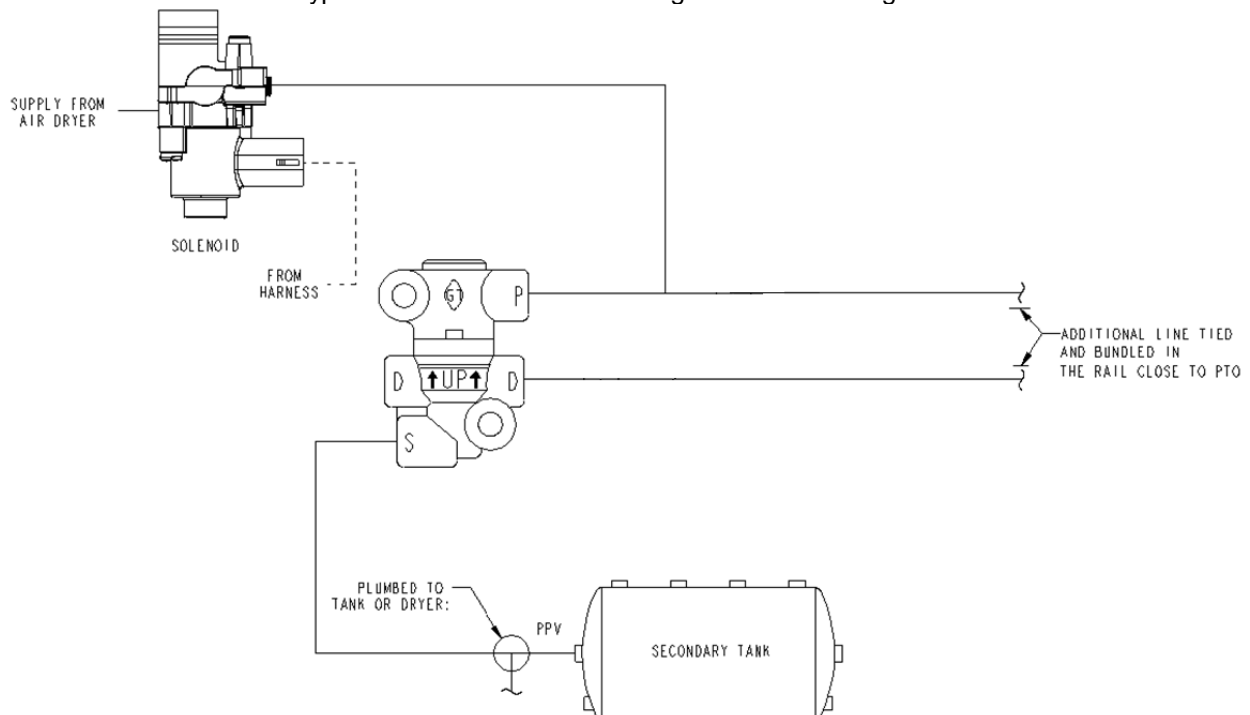 SUPPLY FROM
AIR DRYER
SOLENOID
FROM
HARNESS
G1
P
D
↑UP↑
D
S
ADDITIONAL LINE TIED
AND BUNDLED IN
THE RAIL CLOSE TO PTO
PLUMBED TO
TANK OR DRYER:
PPV
SECONDARY TANK